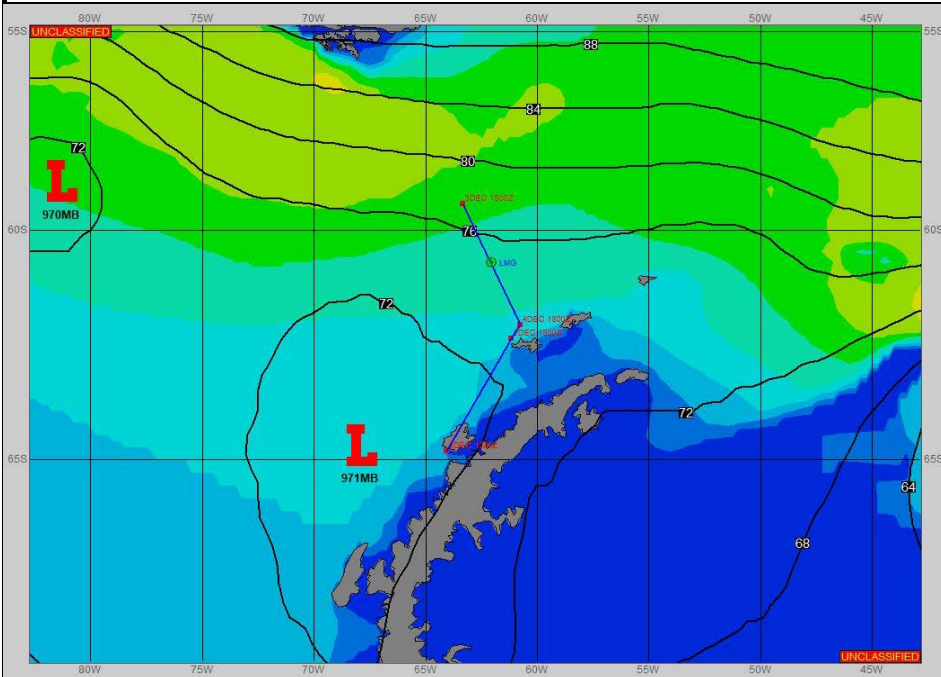 80W 75W 70W 65W 60W 55W 50W 45W
55S UNCLASSIFIED 55S
88
84
72
80
L
970MB
3DEC 1800Z
60S 76 60S
LMG
72
4DEC 1800Z
DEC 1800Z
72
L
65S 65S
971MB
64
68
UNCLASSIFIED
80W 75W 70W 65W 60W 55W 50W 45W